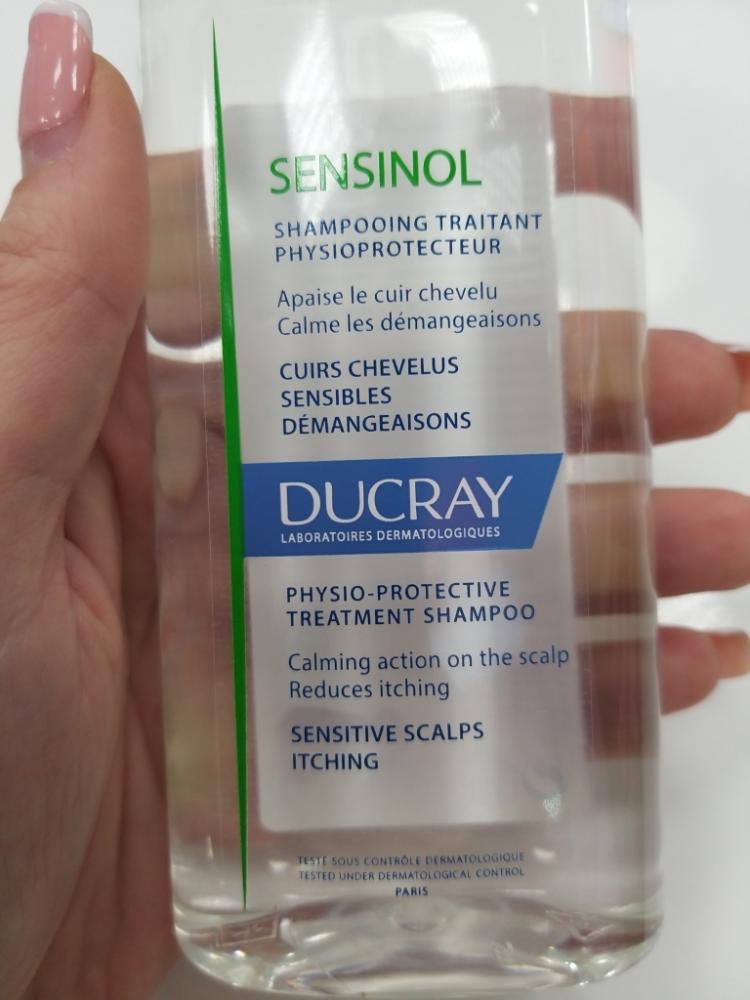 SENSINOL
SHAMPOOING TRAITANT
PHYSIOPROTECTEUR
Apaise le cuir chevelu
Calme les démangeaisons
CUIRS CHEVELUS
SENSIBLES
DÉMANGEAISONS
DUCRAY
LABORATOIRES DERMATOLOGIQUES
PHYSIO-PROTECTIVE
TREATMENT SHAMPOO
Calming action on the scalp
Reduces itching
SENSITIVE SCALPS
ITCHING
TESTÉ SOUS CONTRÔLE DERMATOLOGIQUE
TESTED UNDER DERMATOLOGICAL CONTROL
PARIS